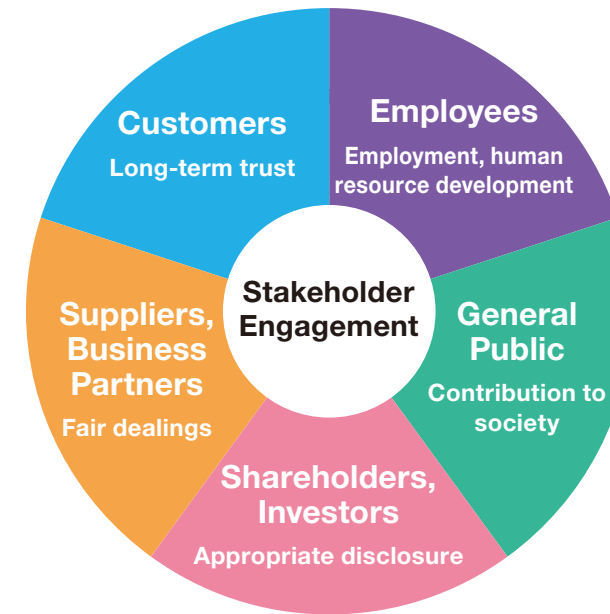 Customers
Long-term trust
Employees
Employment, human
resource development
Stakeholder
Engagement
Suppliers,
Business
Partners
Fair dealings
General
Public
Contribution to
society
Shareholders,
Investors
Appropriate disclosure